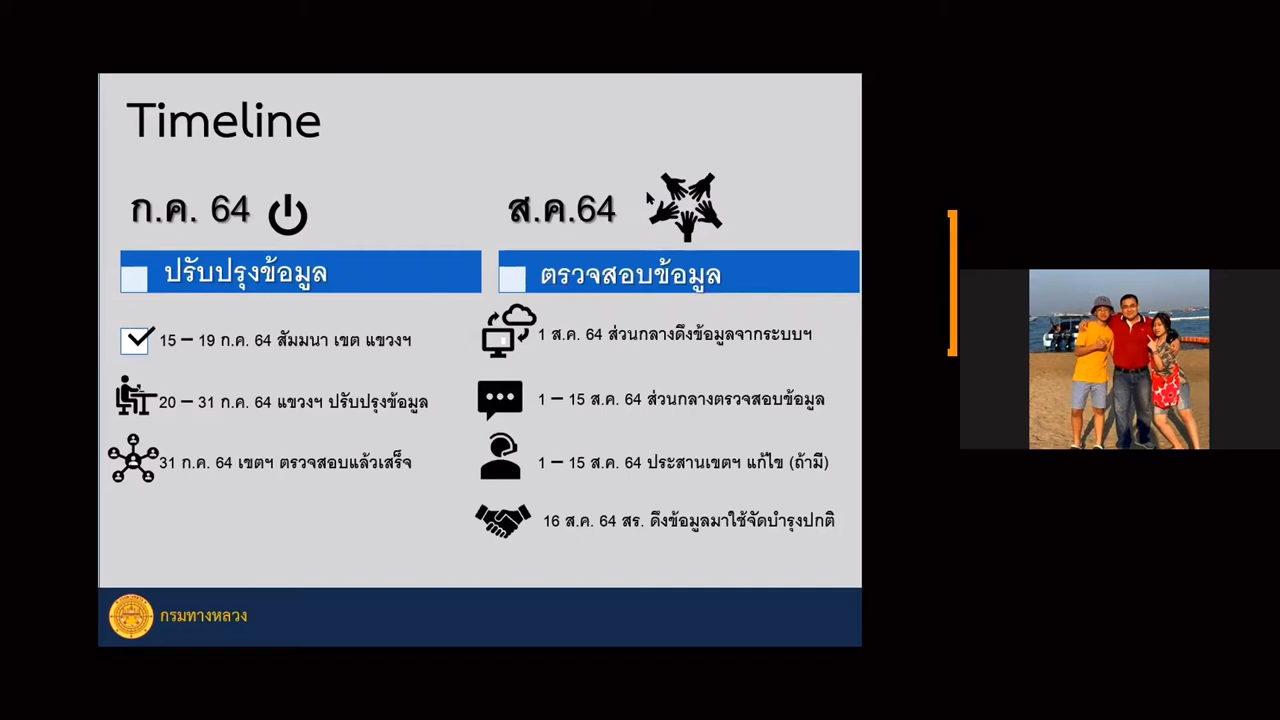 Timeline
ก.ค. 64
ปรับปรุงข้อมูล
15 – 19 ก.ค. 64 สัมมนา เขต แขวงฯ
20 – 31 ก.ค. 64 แขวงฯ ปรับปรุงข้อมูล
31 ก.ค. 64 เขตฯ ตรวจสอบแล้วเสร็จ
ส.ค.64
ตรวจสอบข้อมูล
1 ส.ค. 64 ส่วนกลางดึงข้อมูลจากระบบฯ
1 – 15 ส.ค. 64 ส่วนกลางตรวจสอบข้อมูล
1 – 15 ส.ค. 64 ประสานเขตฯ แก้ไข (ถ้ามี)
16 ส.ค. 64 สร. ดึงข้อมูลมาใช้จัดบำรุงปกติ
กรมทางหลวง